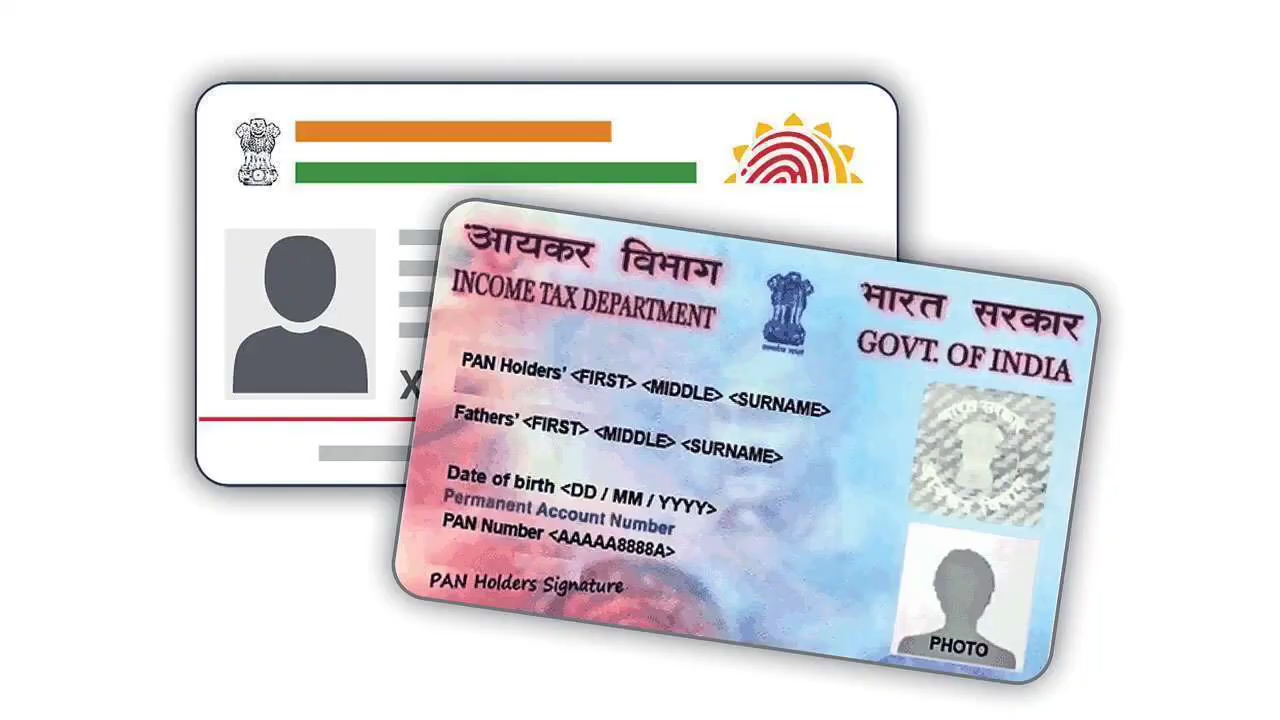 X
आयकर विभाग
INCOME TAX DEPARTMENT
भारत सरकार
GOVT. OF INDIA
PAN Holders' <FIRST> <MIDDLE> <SURNAME>
Fathers' <FIRST> <MIDDLE> <SURNAME>
Date of birth <DD / MM / YYYY>
Permanent Account Number
PAN Number <AAAAA8888A>
PAN Holders Signature
PHOTO